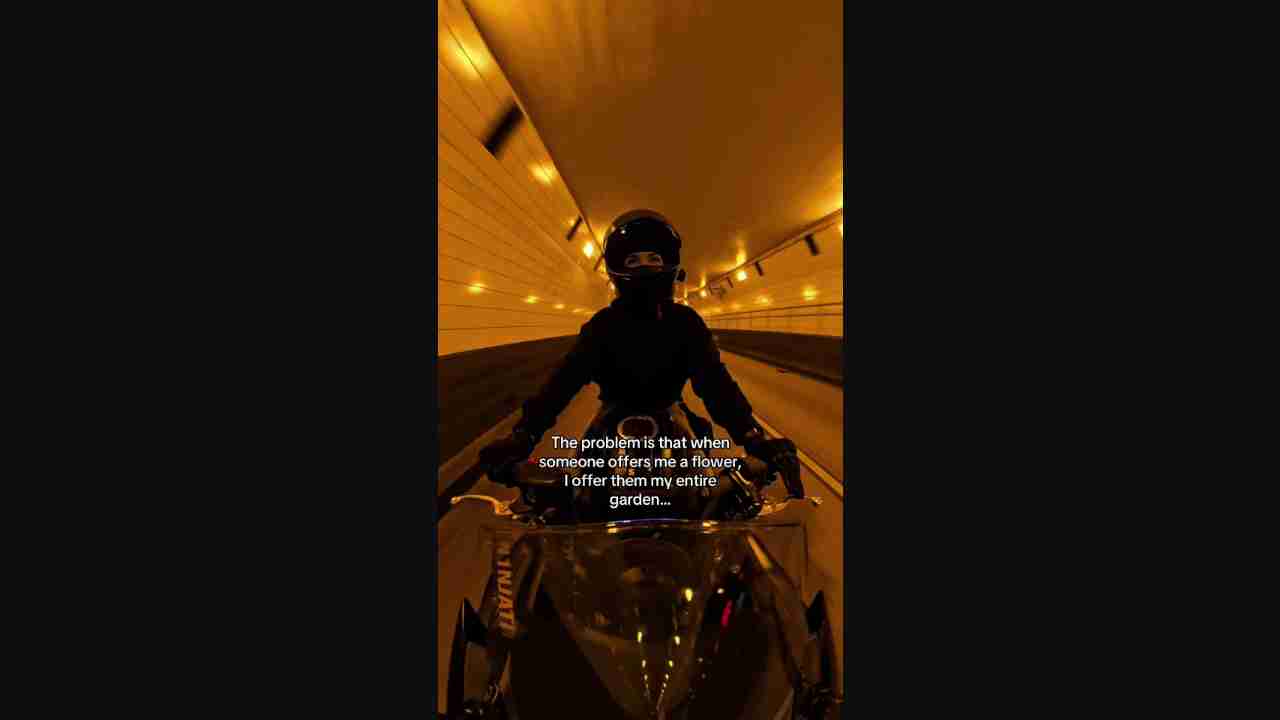 The problem is that when
someone offers me a flower,
I offer them my entire
garden...